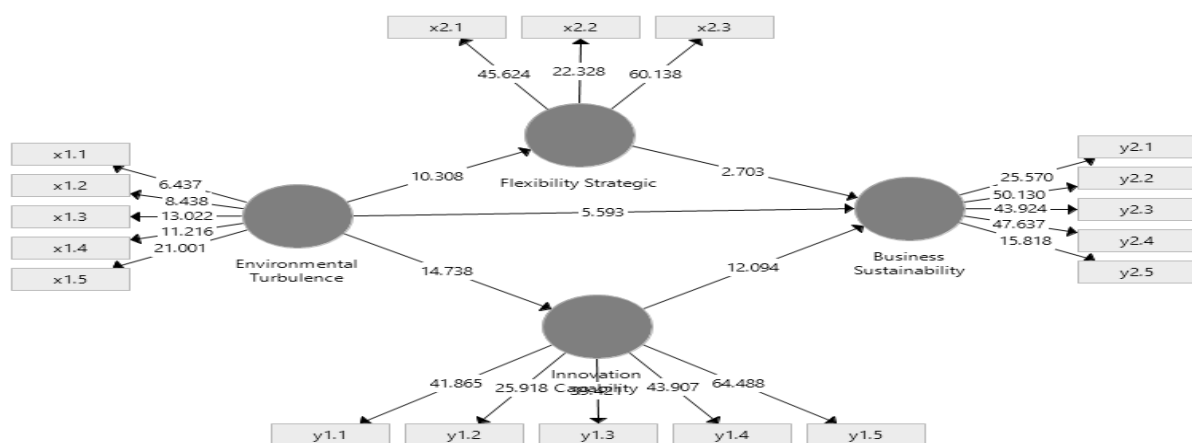 x2.1
x2.2
x2.3
45.624
22.328
60.138
Flexibility Strategic
x1.1
x1.2
x1.3
x1.4
x1.5
6.437
8.438
13.022
11.216
21.001
Environmental
Turbulence
10.308
5.593
14.738
2.703
12.094
y2.1
y2.2
y2.3
y2.4
y2.5
25.570
50.130
43.924
47.637
15.818
Business
Sustainability
Innovation
Capability
41.865
25.918
43.907
64.488
y1.1
y1.2
y1.3
y1.4
y1.5